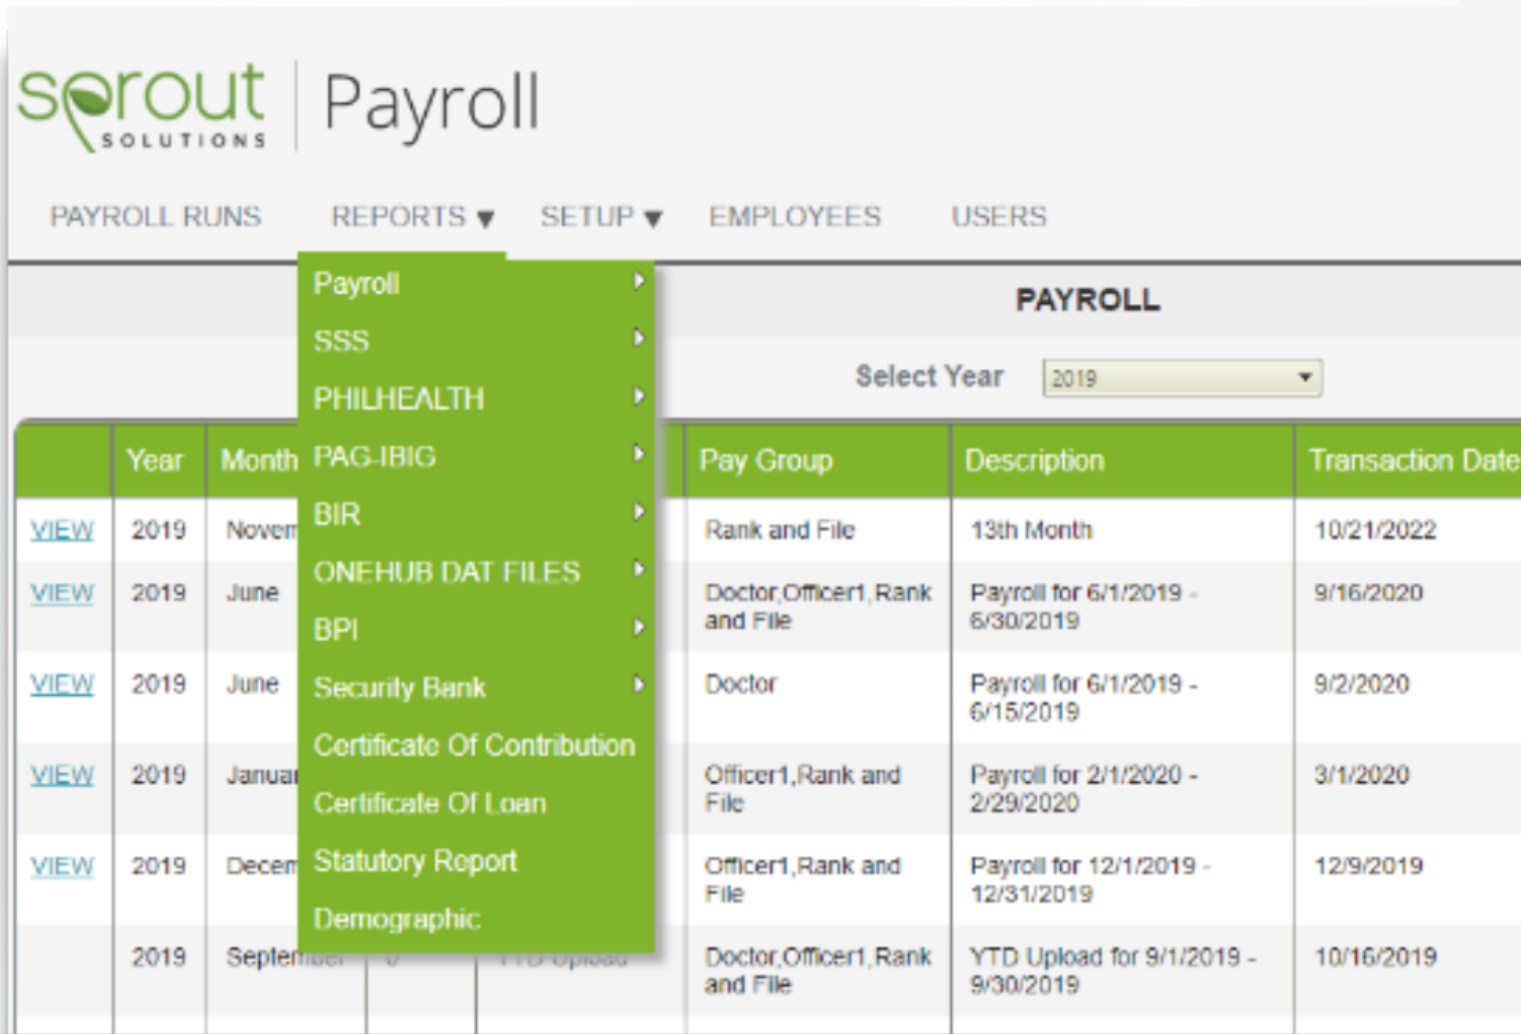 sprout
SOLUTIONS
Payroll
PAYROLL RUNS REPORTS ▼ SETUP ▼ EMPLOYEES USERS
Payroll
SSS
PHILHEALTH
PAG-IBIG
BIR
ONEHUB DAT FILES
BPI
Security Bank
Certificate Of Contribution
Certificate Of Loan
Statutory Report
Demographic
PAYROLL
Select Year 2019
Year Month Pay Group Description Transaction Date
VIEW 2019 Novem Rank and File 13th Month 10/21/2022
VIEW 2019 June Doctor,Officer1,Rank Payroll for 6/1/2019 - 9/16/2020
and File 6/30/2019
VIEW 2019 June Doctor Payroll for 6/1/2019 - 9/2/2020
6/15/2019
VIEW 2019 Januar Officer1,Rank and Payroll for 2/1/2020 - 3/1/2020
File 2/29/2020
VIEW 2019 Decem Officer1,Rank and Payroll for 12/1/2019 - 12/9/2019
File 12/31/2019
2019 September 0 YTD Upload Doctor,Officer1,Rank YTD Upload for 9/1/2019 - 10/16/2019
and File 9/30/2019